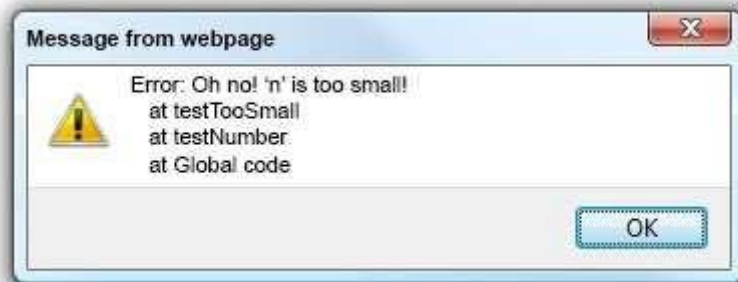 Message from webpage
Error: Oh no! ‘n’ is too small!
at testTooSmall
at testNumber
at Global code
OK